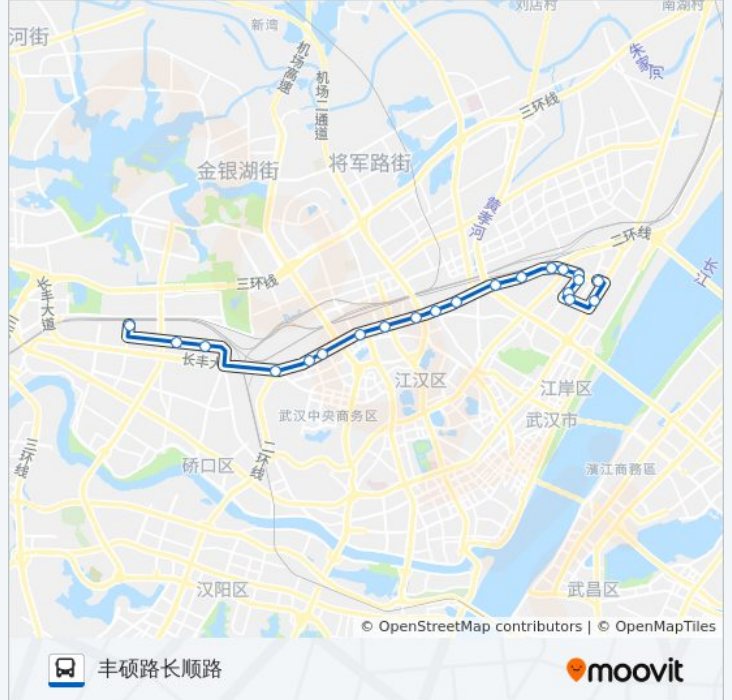 刘店村
南湖村
新湾
河街
机场高速
机场二通道
朱家河
三环线
金银湖街
将军路街
黄孝河
二环线
长江
三环线
长丰大道
长丰大
江汉区
江岸区
武汉中央商务区
武汉市
三环线
硚口区
二环线
濱江商務區
汉阳区
武昌区
© OpenStreetMap contributors | © OpenMapTiles
丰硕路长顺路
moovit